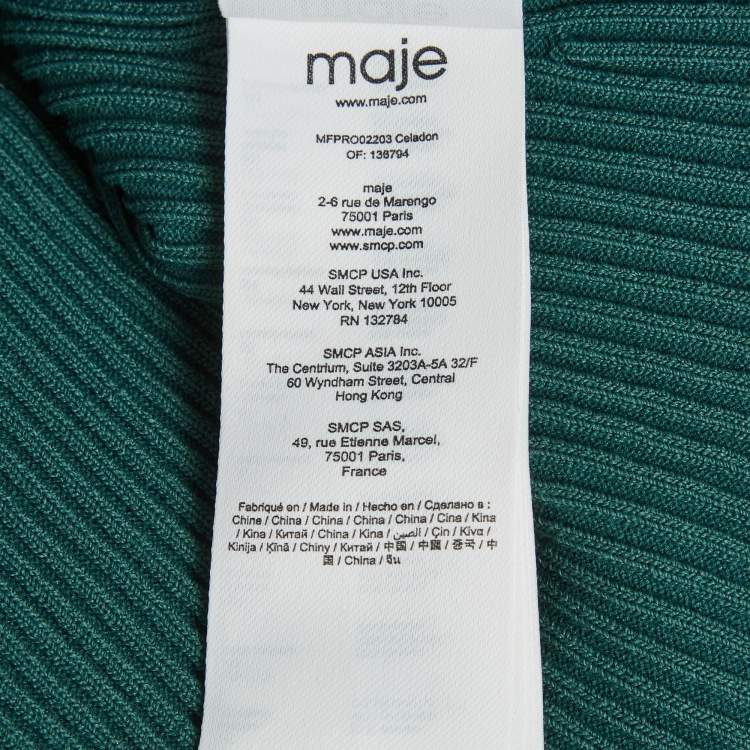 maje
www.maje.com
MFPRO02203 Celadon
OF: 136794
maje
2-6 rue de Marengo
75001 Paris
www.maje.com
www.smcp.com
SMCP USA Inc.
44 Wall Street, 12th Floor
New York, New York 10005
RN 132784
SMCP ASIA Inc.
The Centrium, Suite 3203A-5A 32/F
60 Wyndham Street, Central
Hong Kong
SMCP SAS,
49, rue Etienne Marcel,
75001 Paris,
France
Fabriqué en / Made in / Hecho en / Сделано в :
Chine / China / China / China / China / Cina / Kina
/ Kina / Китай / China / Kina / الصين / Çin / Κίνα /
Kinija / Ķīnā / Chiny / Китай / 中国 / 中國 / 중국 / 中
国 / China / จีน